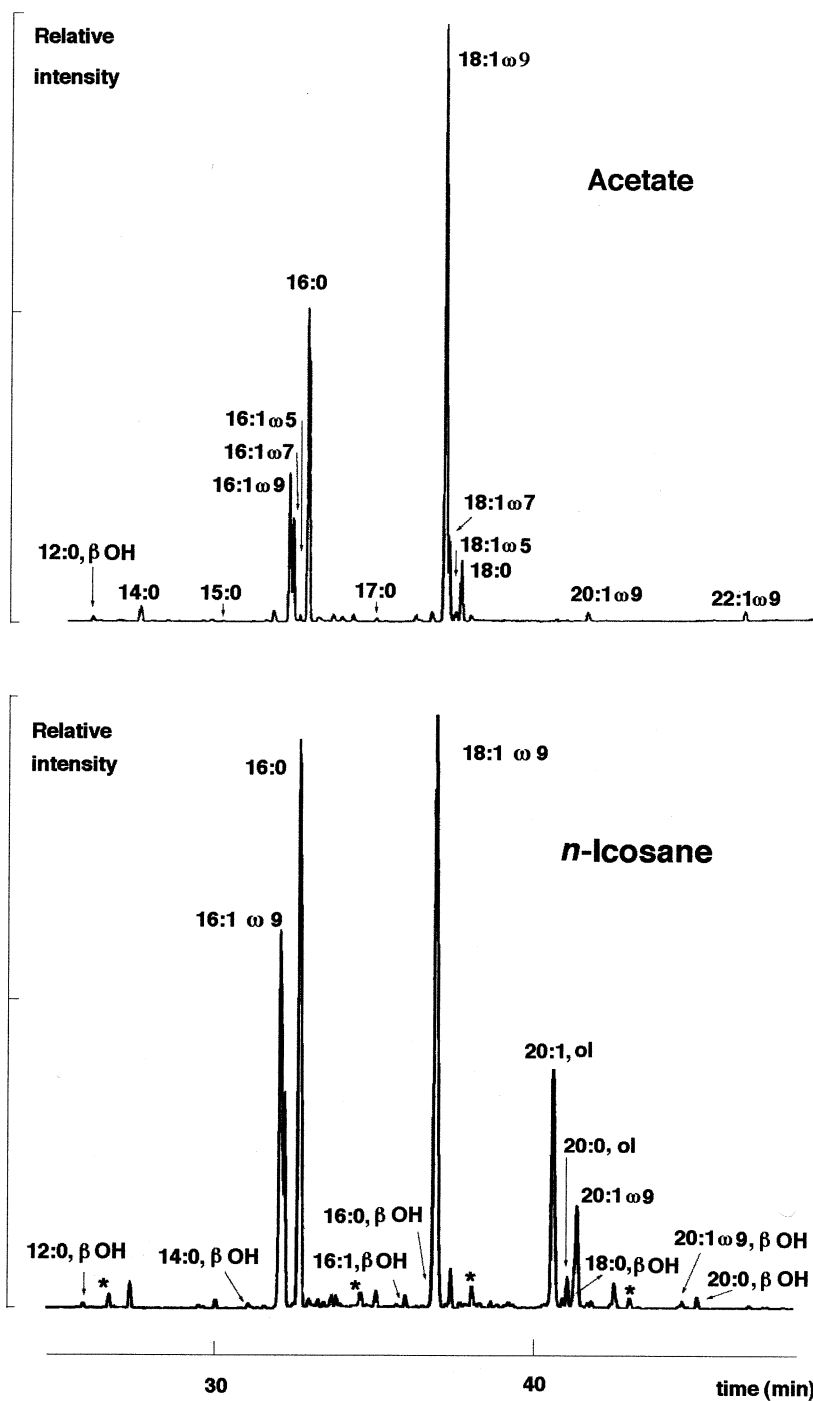 Relative
intensity
18:1ω9
Acetate
16:0
16:1ω5
16:1ω7
16:1ω9
18:1ω7
12:0, β OH
18:1ω5
14:0
15:0
17:0
18:0
20:1ω9
22:1ω9
Relative
intensity
16:0
18:1 ω 9
n-Icosane
16:1 ω 9
20:1, ol
20:0, ol
20:1ω9
16:0, β OH
12:0, β OH
14:0, β OH
16:1, β OH
18:0, β OH
20:1ω9, β OH
20:0, β OH
*
*
*
*
30
40
time (min)